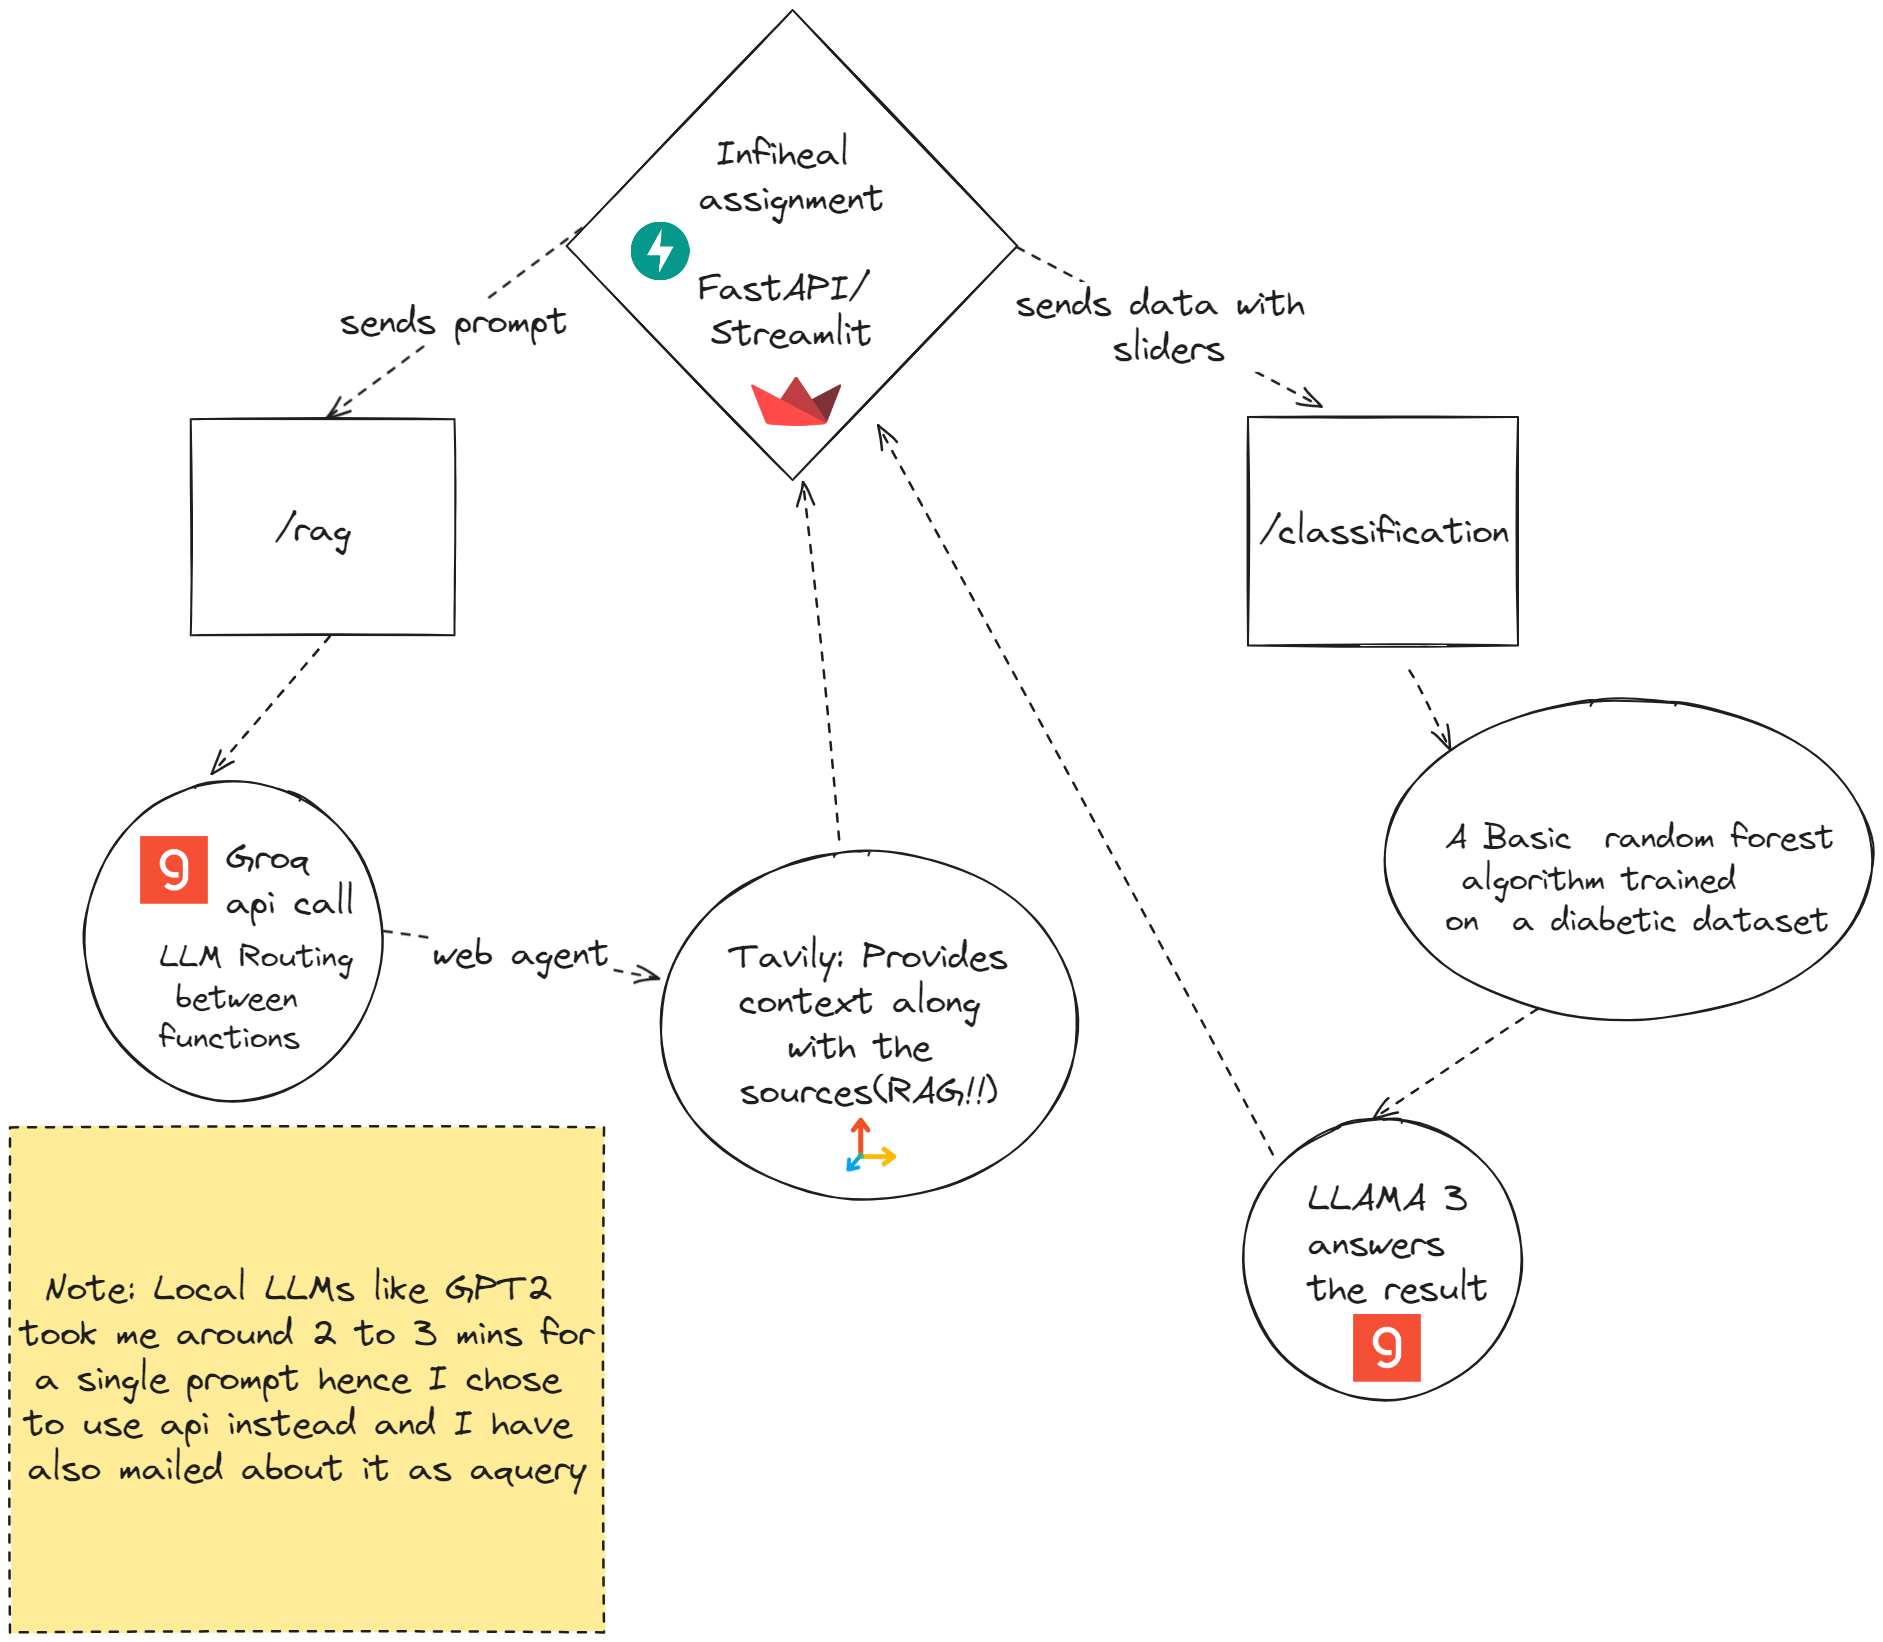 Infiheal
assignment
FastAPI/
Streamlit
sends prompt
sends data with
sliders
/rag
/classification
g
Groq
api call
LLM Routing
between
functions
web agent
Tavily: Provides
context along
with the
sources(RAG!!)
A Basic random forest
algorithm trained
on a diabetic dataset
LLAMA 3
answers
the result
g
Note: Local LLMs like GPT2
took me around 2 to 3 mins for
a single prompt hence I chose
to use api instead and I have
also mailed about it as aquery